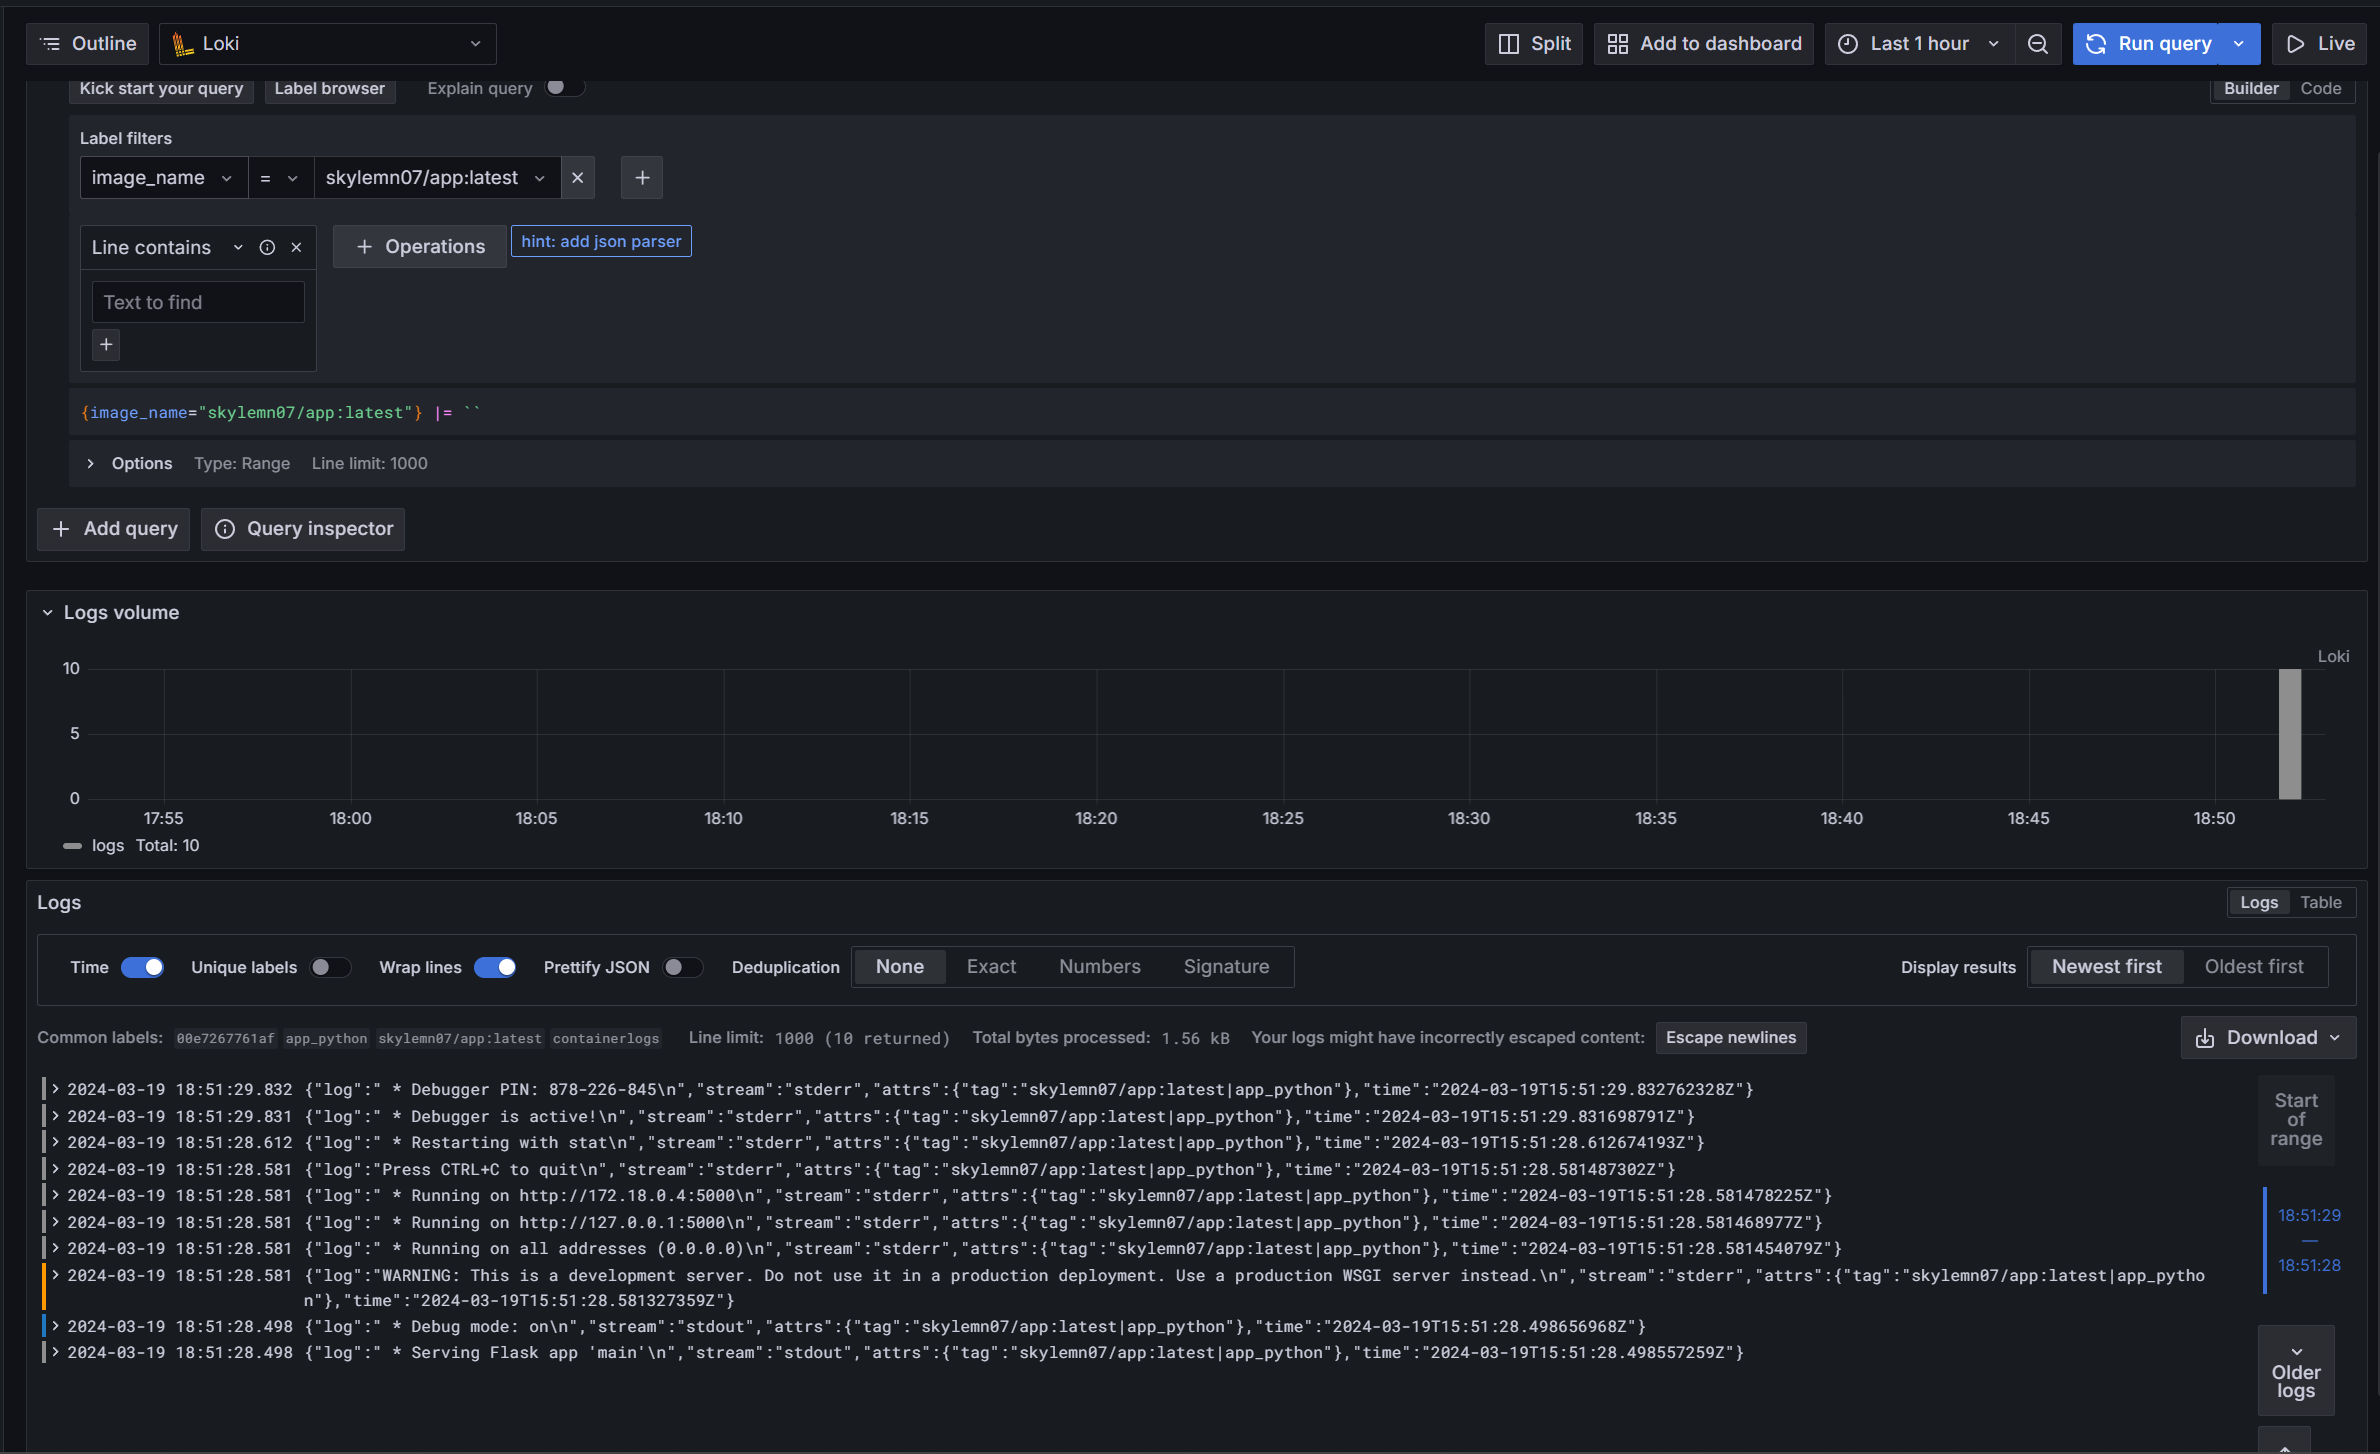 Outline Loki Split Add to dashboard Last 1 hour Run query Live
Kick start your query Label browser Explain query Builder Code
Label filters
image_name = skylemn07/app:latest
Line contains Operations hint: add json parser
Text to find
{image_name="skylemn07/app:latest"} |= ``
Options Type: Range Line limit: 1000
Add query Query inspector
Logs volume
Loki
10
5
0
17:55 18:00 18:05 18:10 18:15 18:20 18:25 18:30 18:35 18:40 18:45 18:50
logs Total: 10
Logs Logs Table
Time Unique labels Wrap lines Prettify JSON Deduplication None Exact Numbers Signature Display results Newest first Oldest first
Common labels: 00e7267761af app_python skylemn07/app:latest containerlogs Line limit: 1000 (10 returned) Total bytes processed: 1.56 kB Your logs might have incorrectly escaped content: Escape newlines Download
2024-03-19 18:51:29.832 {"log":" * Debugger PIN: 878-226-845\n","stream":"stderr","attrs":{"tag":"skylemn07/app:latest|app_python"},"time":"2024-03-19T15:51:29.832762328Z"}
2024-03-19 18:51:29.831 {"log":" * Debugger is active!\n","stream":"stderr","attrs":{"tag":"skylemn07/app:latest|app_python"},"time":"2024-03-19T15:51:29.831698791Z"}
2024-03-19 18:51:28.612 {"log":" * Restarting with stat\n","stream":"stderr","attrs":{"tag":"skylemn07/app:latest|app_python"},"time":"2024-03-19T15:51:28.612674193Z"}
2024-03-19 18:51:28.581 {"log":"Press CTRL+C to quit\n","stream":"stderr","attrs":{"tag":"skylemn07/app:latest|app_python"},"time":"2024-03-19T15:51:28.581487302Z"}
2024-03-19 18:51:28.581 {"log":" * Running on http://172.18.0.4:5000\n","stream":"stderr","attrs":{"tag":"skylemn07/app:latest|app_python"},"time":"2024-03-19T15:51:28.581478225Z"}
2024-03-19 18:51:28.581 {"log":" * Running on http://127.0.0.1:5000\n","stream":"stderr","attrs":{"tag":"skylemn07/app:latest|app_python"},"time":"2024-03-19T15:51:28.581468977Z"}
2024-03-19 18:51:28.581 {"log":" * Running on all addresses (0.0.0.0)\n","stream":"stderr","attrs":{"tag":"skylemn07/app:latest|app_python"},"time":"2024-03-19T15:51:28.581454079Z"}
2024-03-19 18:51:28.581 {"log":"WARNING: This is a development server. Do not use it in a production deployment. Use a production WSGI server instead.\n","stream":"stderr","attrs":{"tag":"skylemn07/app:latest|app_pytho
n"},"time":"2024-03-19T15:51:28.581327359Z"}
2024-03-19 18:51:28.498 {"log":" * Debug mode: on\n","stream":"stdout","attrs":{"tag":"skylemn07/app:latest|app_python"},"time":"2024-03-19T15:51:28.498656968Z"}
2024-03-19 18:51:28.498 {"log":" * Serving Flask app 'main'\n","stream":"stdout","attrs":{"tag":"skylemn07/app:latest|app_python"},"time":"2024-03-19T15:51:28.498557259Z"}
Start
of
range
18:51:29
—
18:51:28
Older
logs